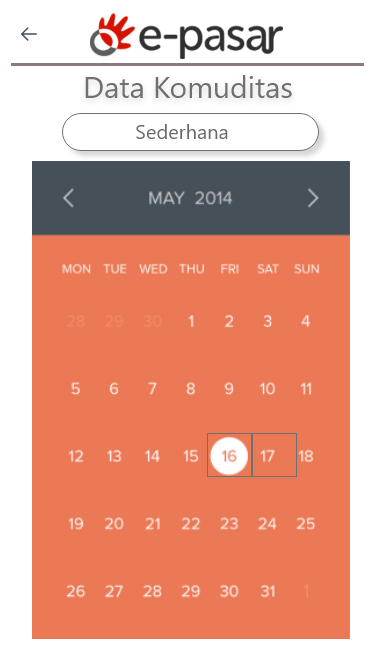 e-pasar
Data Komuditas
Sederhana
MAY 2014
MON TUE WED THU FRI SAT SUN
28 29 30 1 2 3 4
5 6 7 8 9 10 11
12 13 14 15 16 17 18
19 20 21 22 23 24 25
26 27 28 29 30 31 1